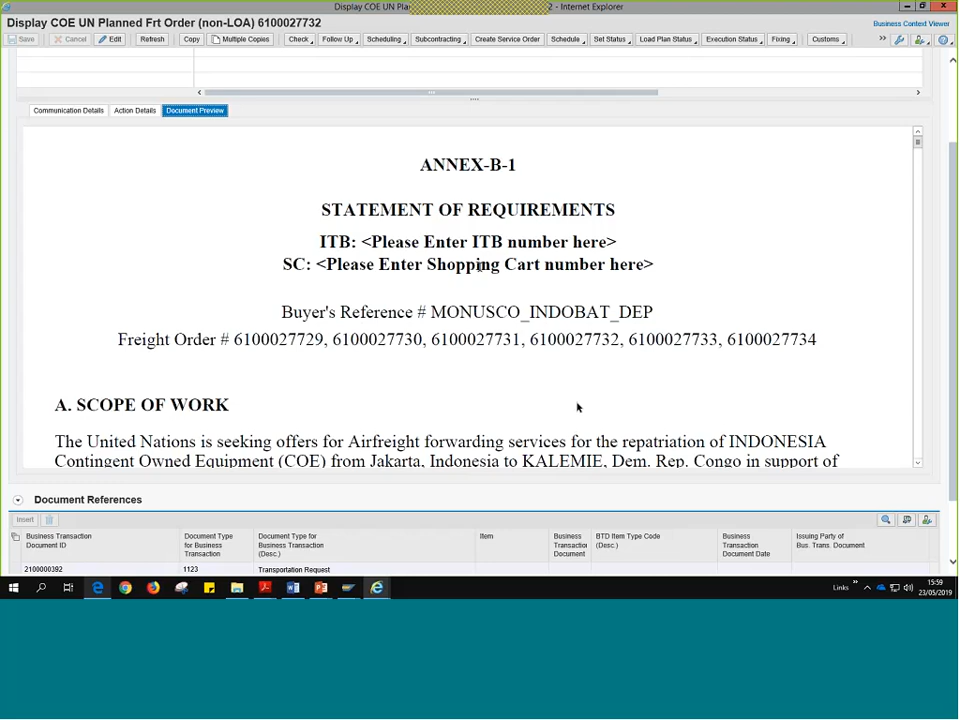 Display COE UN Pla
2 - Internet Explorer
Display COE UN Planned Frt Order (non-LOA) 6100027732
Business Context Viewer
Save Cancel Edit Refresh Copy Multiple Copies Check Follow Up Scheduling Subcontracting Create Service Order Schedule Set Status Load Plan Status Execution Status Fixing Customs
Communication Details Action Details Document Preview
ANNEX-B-1
STATEMENT OF REQUIREMENTS
ITB: <Please Enter ITB number here>
SC: <Please Enter Shopping Cart number here>
Buyer's Reference # MONUSCO_INDOBAT_DEP
Freight Order # 6100027729, 6100027730, 6100027731, 6100027732, 6100027733, 6100027734
A. SCOPE OF WORK
The United Nations is seeking offers for Airfreight forwarding services for the repatriation of INDONESIA
Contingent Owned Equipment (COE) from Jakarta, Indonesia to KALEMIE, Dem. Rep. Congo in support of
Document References
Insert
Business Transaction Document Type Document Type for Item Business BTD Item Type Code Business Issuing Party of
Document ID for Business Business Transaction Transactio (Desc.) Transaction Bus. Trans. Document
Transaction (Desc.) Document Document Date
2100000392 1123 Transportation Request
Links
15:59
23/05/2019